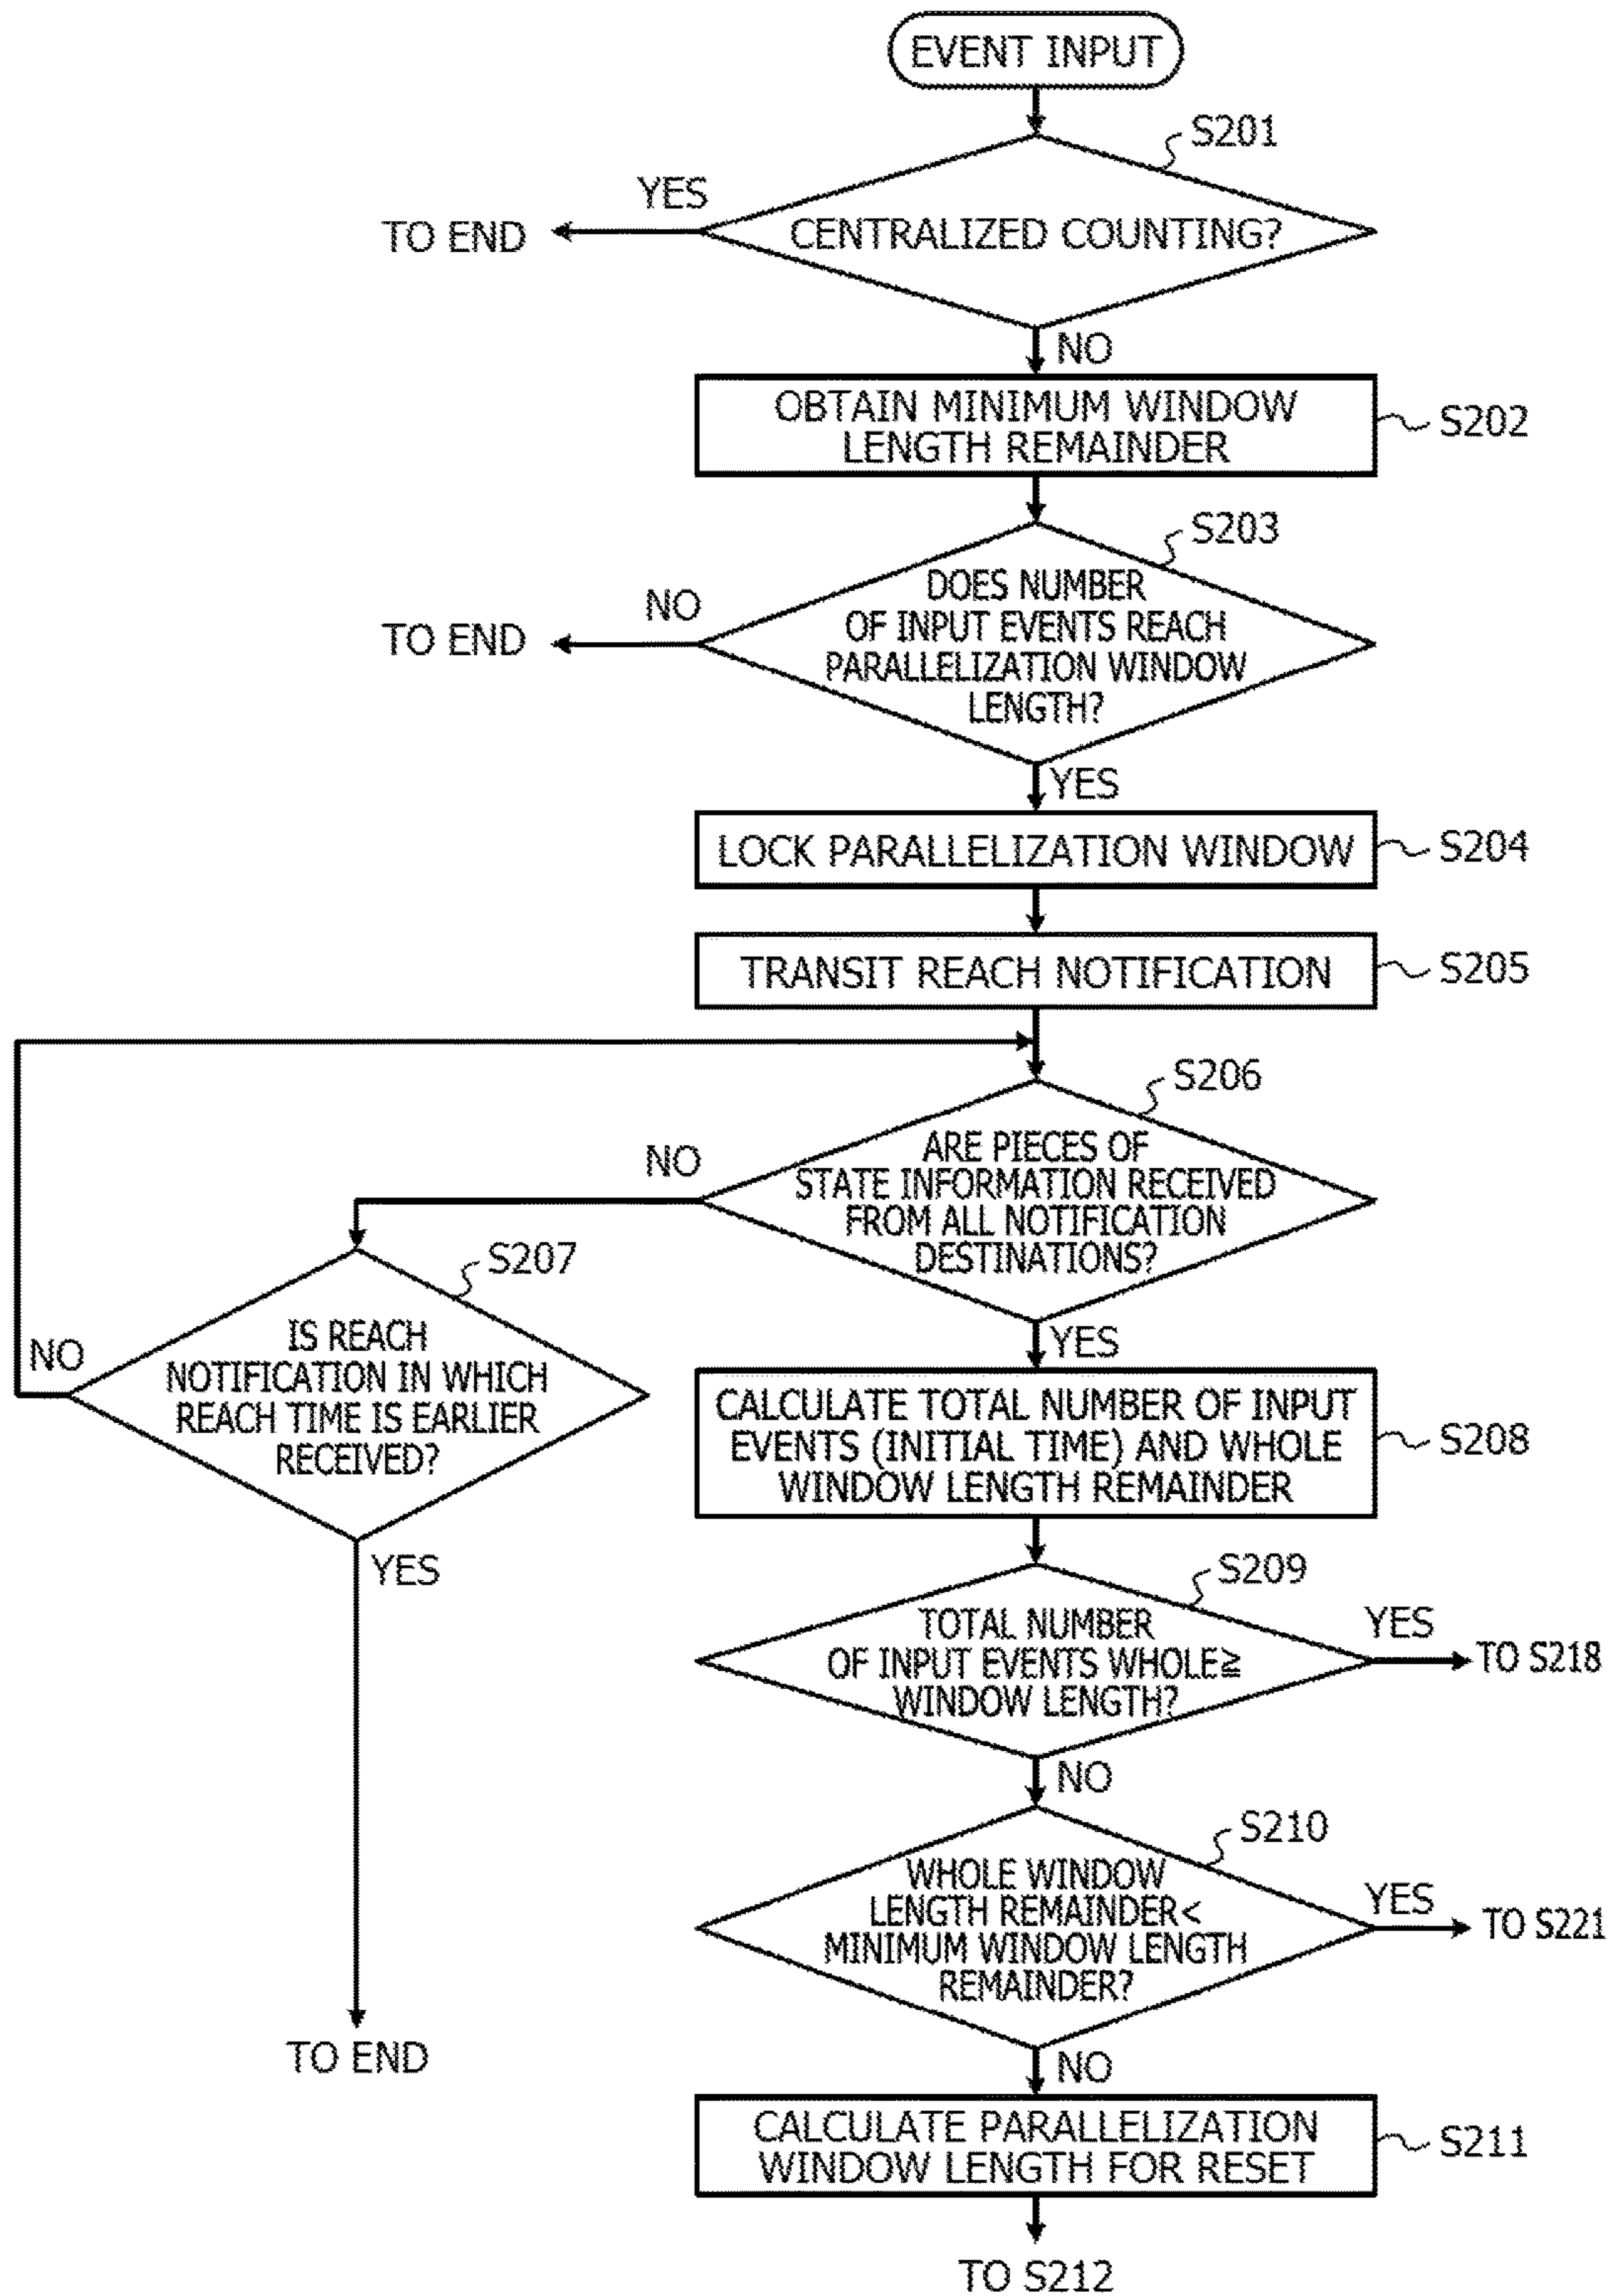 EVENT INPUT
S201
YES
TO END
CENTRALIZED COUNTING?
NO
OBTAIN MINIMUM WINDOW
LENGTH REMAINDER
S202
S203
NO
TO END
DOES NUMBER
OF INPUT EVENTS REACH
PARALLELIZATION WINDOW
LENGTH?
YES
LOCK PARALLELIZATION WINDOW
S204
TRANSIT REACH NOTIFICATION
S205
S206
NO
ARE PIECES OF
STATE INFORMATION RECEIVED
FROM ALL NOTIFICATION
DESTINATIONS?
S207
NO
IS REACH
NOTIFICATION IN WHICH
REACH TIME IS EARLIER
RECEIVED?
YES
YES
CALCULATE TOTAL NUMBER OF INPUT
EVENTS (INITIAL TIME) AND WHOLE
WINDOW LENGTH REMAINDER
S208
S209
TOTAL NUMBER
OF INPUT EVENTS WHOLE≧
WINDOW LENGTH?
YES
TO S218
NO
S210
WHOLE WINDOW
LENGTH REMAINDER<
MINIMUM WINDOW LENGTH
REMAINDER?
YES
TO S221
TO END
NO
CALCULATE PARALLELIZATION
WINDOW LENGTH FOR RESET
S211
TO S212